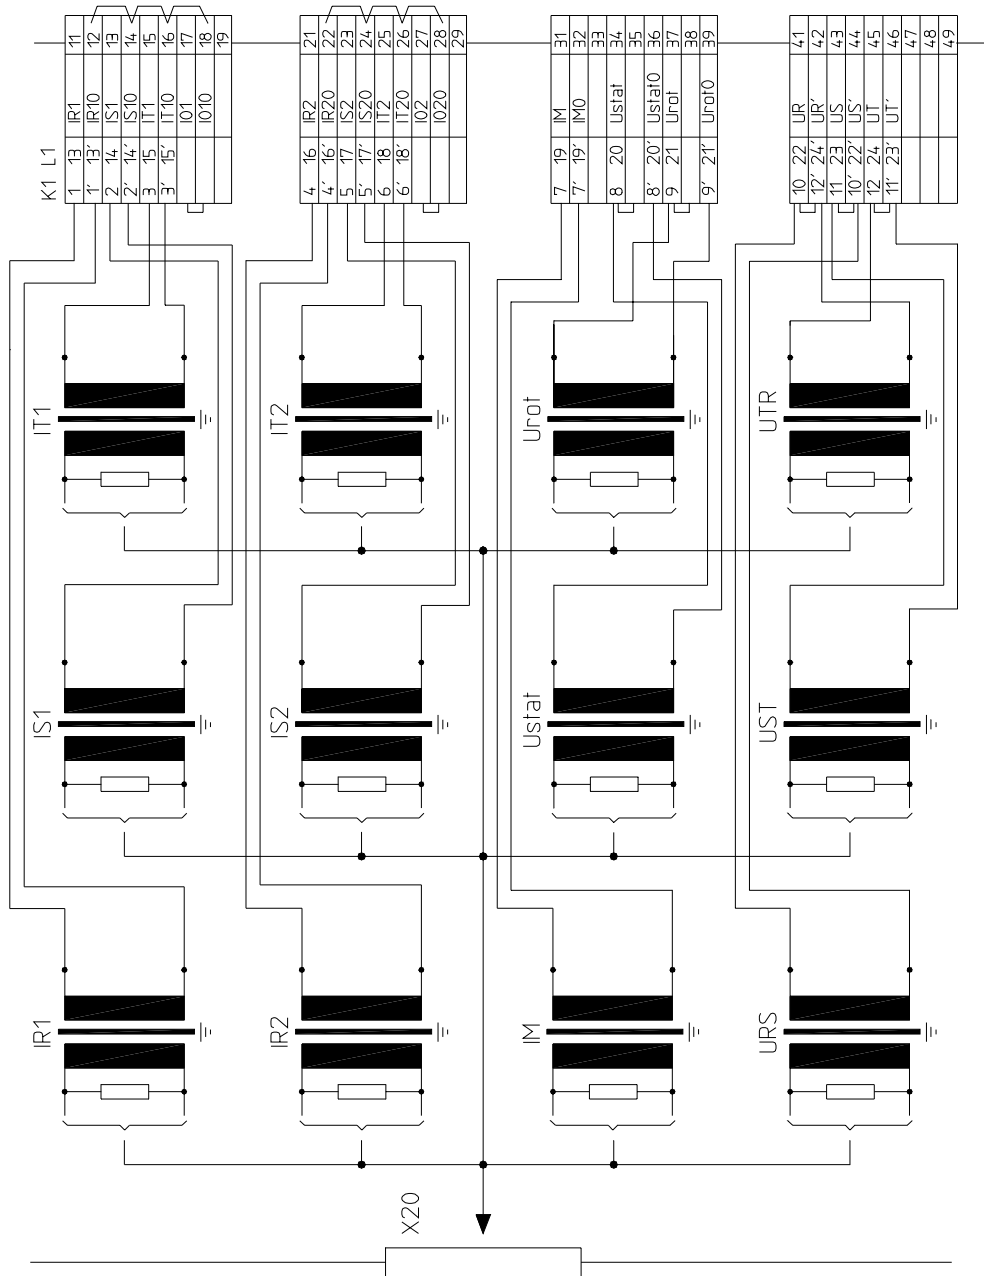 K1 L1
1 13 IR1 11
1' 13' IR10 12
2 14 IS1 13
2' 14' IS10 14
3 15 IT1 15
3' 15' IT10 16
I01 17
I010 18
19
4 16 IR2 21
4' 16' IR20 22
5 17 IS2 23
5' 17' IS20 24
6 18 IT2 25
6' 18' IT20 26
I02 27
I020 28
29
7 19 IM 31
7' 19' IM0 32
33
8 20 Ustat 34
35
8' 20' Ustat0 36
9 21 Urot 37
38
9' 21' Urot0 39
10 22 UR 41
12' 24' UR' 42
11 23 US 43
10' 22' US' 44
12 24 UT 45
11' 23' UT' 46
47
48
49
IT1
IT2
Urot
UTR
IS1
IS2
Ustat
UST
IR1
IR2
IM
URS
X20